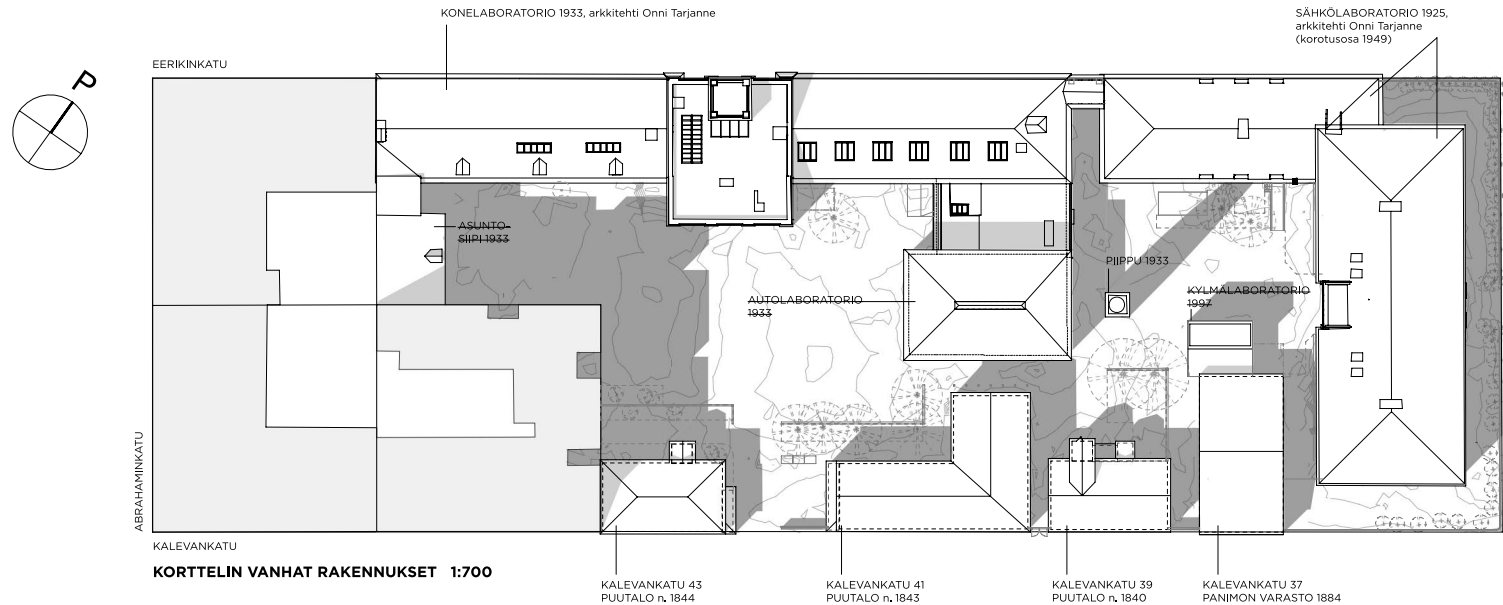 KONELABORATORIO 1933, arkkitehti Onni Tarjanne
SÄHKÖLABORATORIO 1925,
arkkitehti Onni Tarjanne
(korotusosa 1949)
P
EERIKINKATU
ASUNTO-
SIIPI 1933
PIIPPU 1933
AUTOLABORATORIO
1933
KYLMÄLABORATORIO
1997
ABRAHAMINKATU
KALEVANKATU
KORTTELIN VANHAT RAKENNUKSET 1:700
KALEVANKATU 43
PUUTALO n. 1844
KALEVANKATU 41
PUUTALO n. 1843
KALEVANKATU 39
PUUTALO n. 1840
KALEVANKATU 37
PANIMON VARASTO 1884